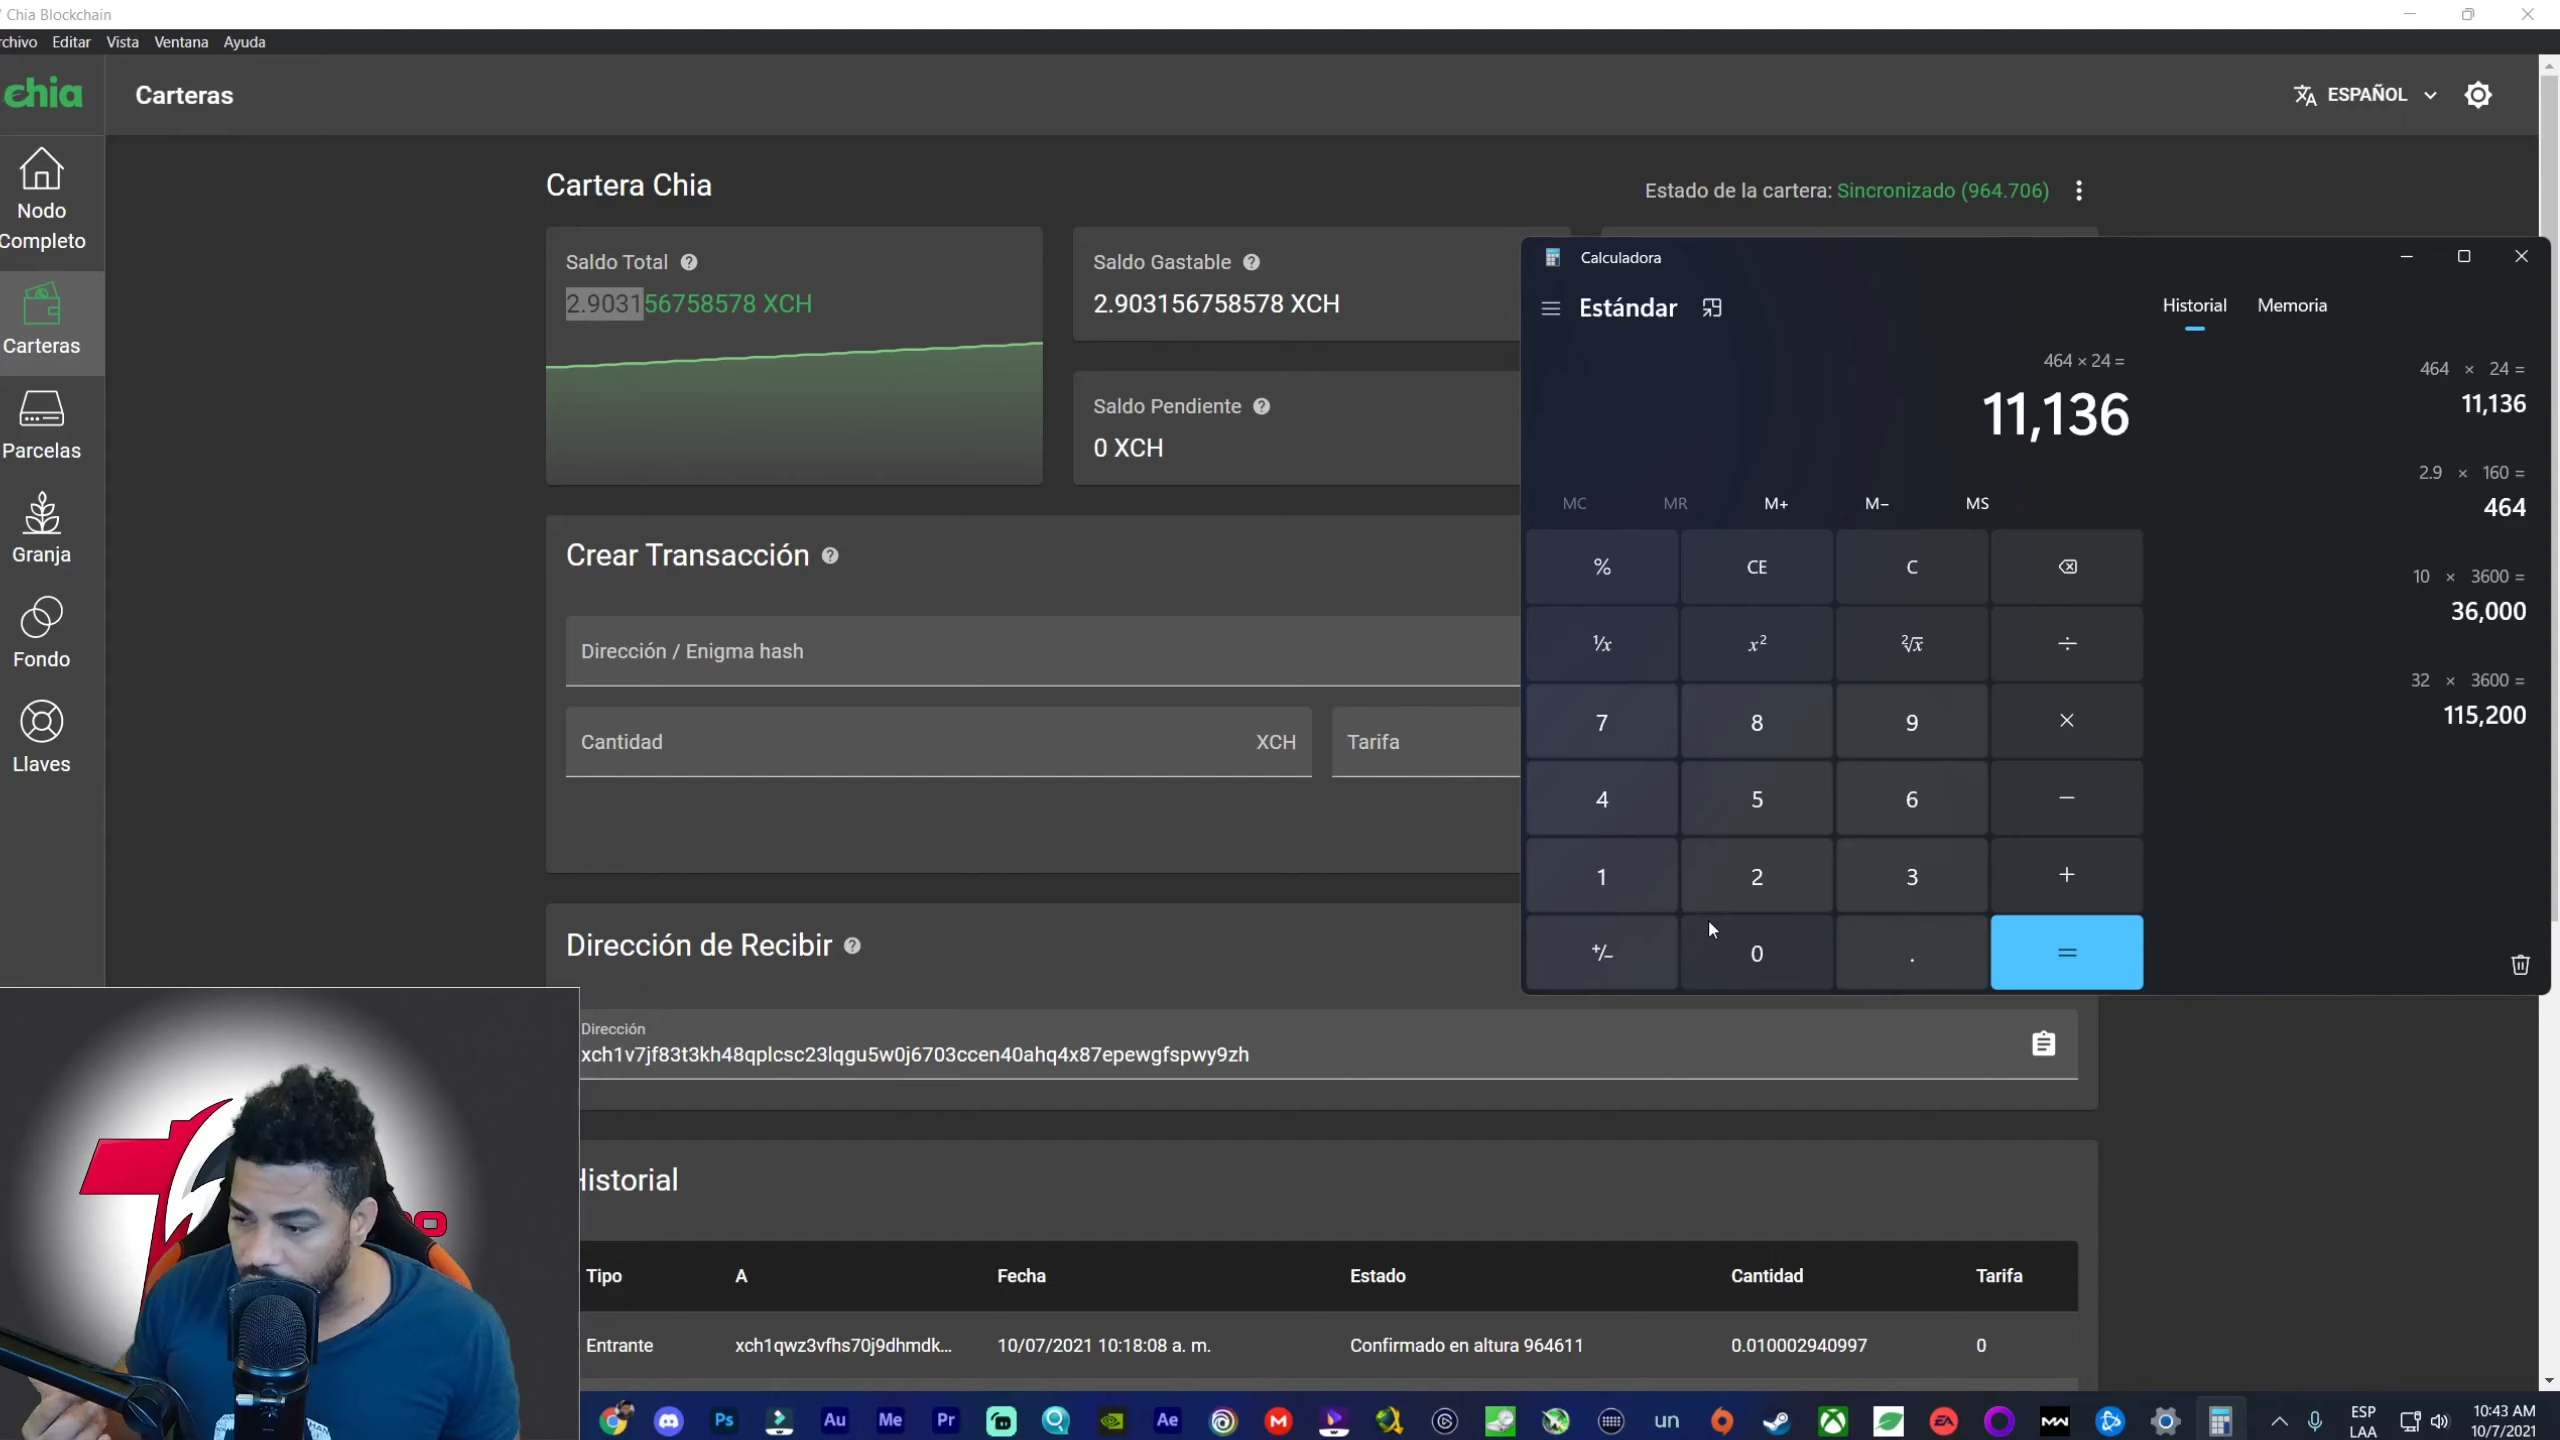 Chia Blockchain
rchivo Editar Vista Ventana Ayuda
chia
Carteras
ESPAÑOL
Nodo
Completo
Carteras
Parcelas
Granja
Fondo
Llaves
Cartera Chia
Estado de la cartera: Sincronizado (964.706)
Saldo Total
2.903156758578 XCH
Saldo Gastable
2.903156758578 XCH
Saldo Pendiente
0 XCH
Crear Transacción
Dirección / Enigma hash
Cantidad
XCH
Tarifa
Dirección de Recibir
Dirección
xch1v7jf83t3kh48qplcsc23lqgu5w0j6703ccen40ahq4x87epewgfspwy9zh
Historial
Tipo A Fecha Estado Cantidad Tarifa
Entrante xch1qwz3vfhs70j9dhmdk... 10/07/2021 10:18:08 a. m. Confirmado en altura 964611 0.010002940997 0
Calculadora
Estándar
Historial Memoria
464 × 24 =
11,136
MC MR M+ M− MS
% CE C
¹/x x² ²√x ÷
7 8 9 ×
4 5 6 −
1 2 3 +
+/− 0 . =
464 × 24 =
11,136
2.9 × 160 =
464
10 × 3600 =
36,000
32 × 3600 =
115,200
Ps Au Me Pr Ae un EA MW
ESP
LAA
10:43 AM
10/7/2021